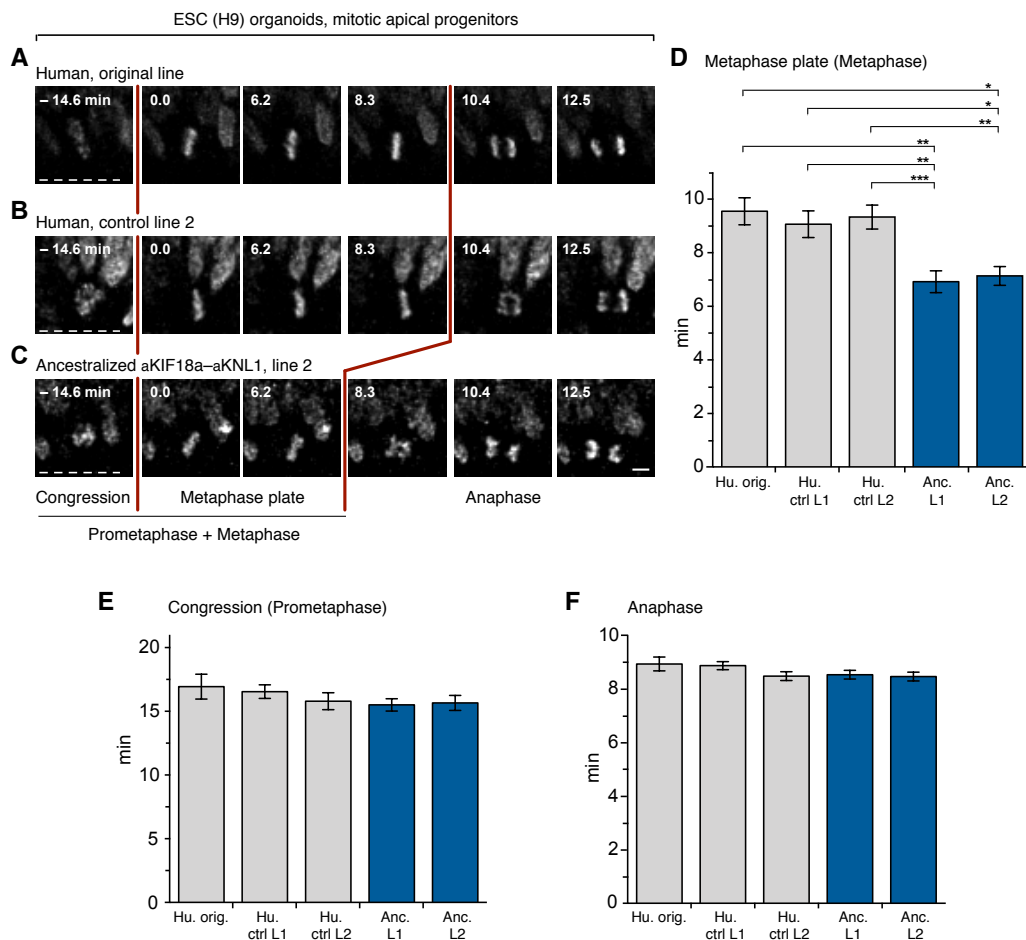 ESC (H9) organoids, mitotic apical progenitors
A
Human, original line
– 14.6 min 0.0 6.2 8.3 10.4 12.5
B
Human, control line 2
– 14.6 min 0.0 6.2 8.3 10.4 12.5
C
Ancestralized aKIF18a–aKNL1, line 2
– 14.6 min 0.0 6.2 8.3 10.4 12.5
Congression Metaphase plate Anaphase
Prometaphase + Metaphase
D Metaphase plate (Metaphase)
*
*
**
**
**
***
10
8
6
4
2
0
min
Hu. orig. Hu. Hu. Anc. Anc.
ctrl L1 ctrl L2 L1 L2
E Congression (Prometaphase)
20
15
10
5
0
min
Hu. orig. Hu. Hu. Anc. Anc.
ctrl L1 ctrl L2 L1 L2
F Anaphase
10
8
6
4
2
0
min
Hu. orig. Hu. Hu. Anc. Anc.
ctrl L1 ctrl L2 L1 L2